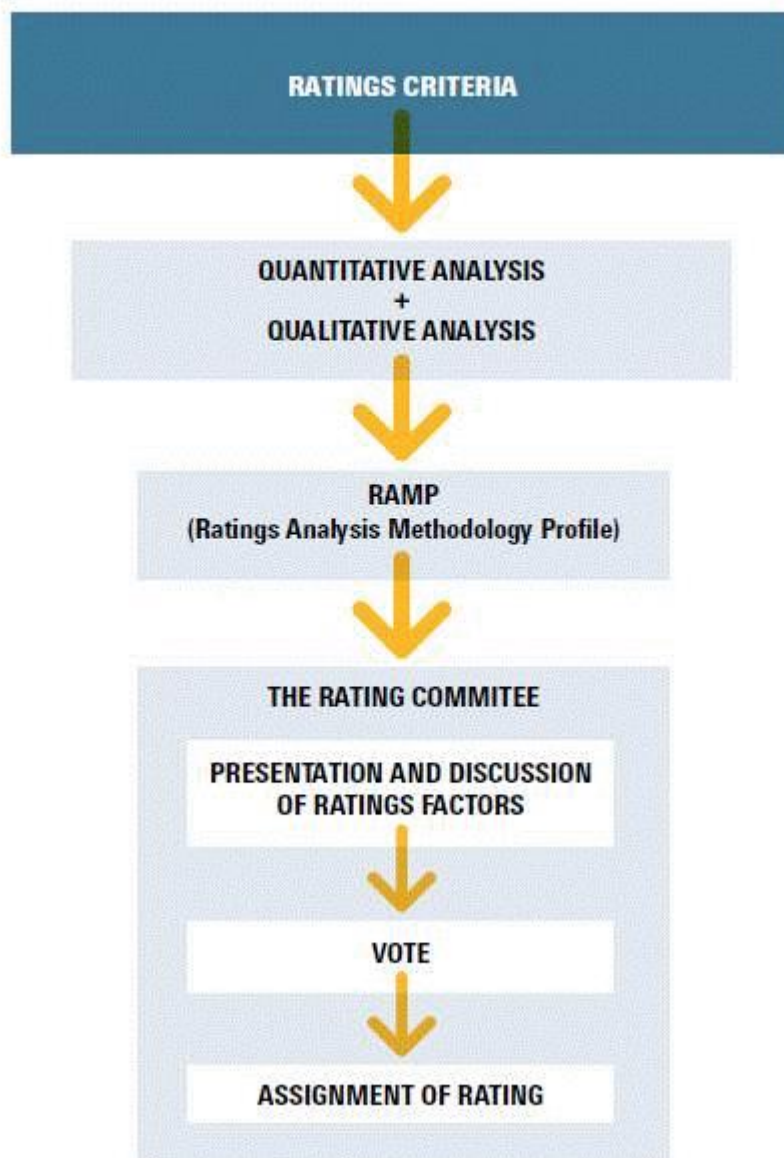 RATINGS CRITERIA
QUANTITATIVE ANALYSIS
+
QUALITATIVE ANALYSIS
RAMP
(Ratings Analysis Methodology Profile)
THE RATING COMMITEE
PRESENTATION AND DISCUSSION
OF RATINGS FACTORS
VOTE
ASSIGNMENT OF RATING